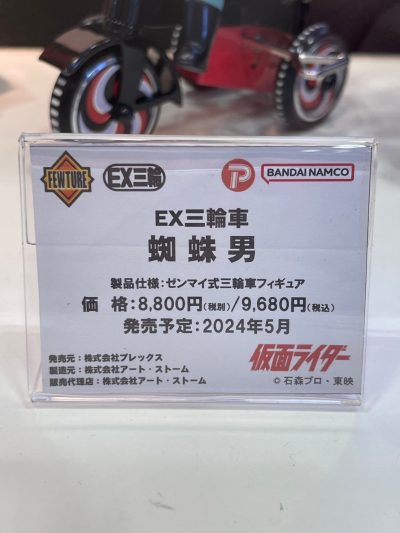 FEWTURE EX三輪 P BANDAI NAMCO
EX三輪車
蜘蛛男
製品仕様：ゼンマイ式三輪車フィギュア
価 格：8,800円(税別)/9,680円(税込)
発売予定：2024年5月
発売元：株式会社プレックス
製造元：株式会社アート・ストーム
販売代理店：株式会社アート・ストーム
仮面ライダー
© 石森プロ・東映